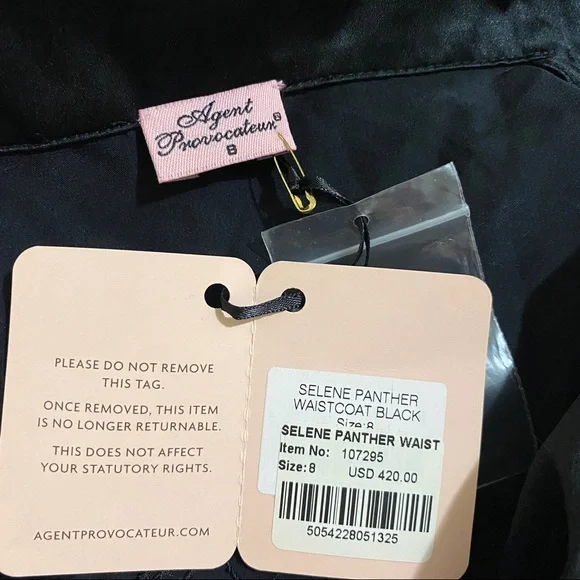 Agent
Provocateur®
8
PLEASE DO NOT REMOVE
THIS TAG.
ONCE REMOVED, THIS ITEM
IS NO LONGER RETURNABLE.
THIS DOES NOT AFFECT
YOUR STATUTORY RIGHTS.
AGENTPROVOCATEUR.COM
SELENE PANTHER
WAISTCOAT BLACK
Size: 8
SELENE PANTHER WAIST
Item No: 107295
Size: 8 USD 420.00
5054228051325